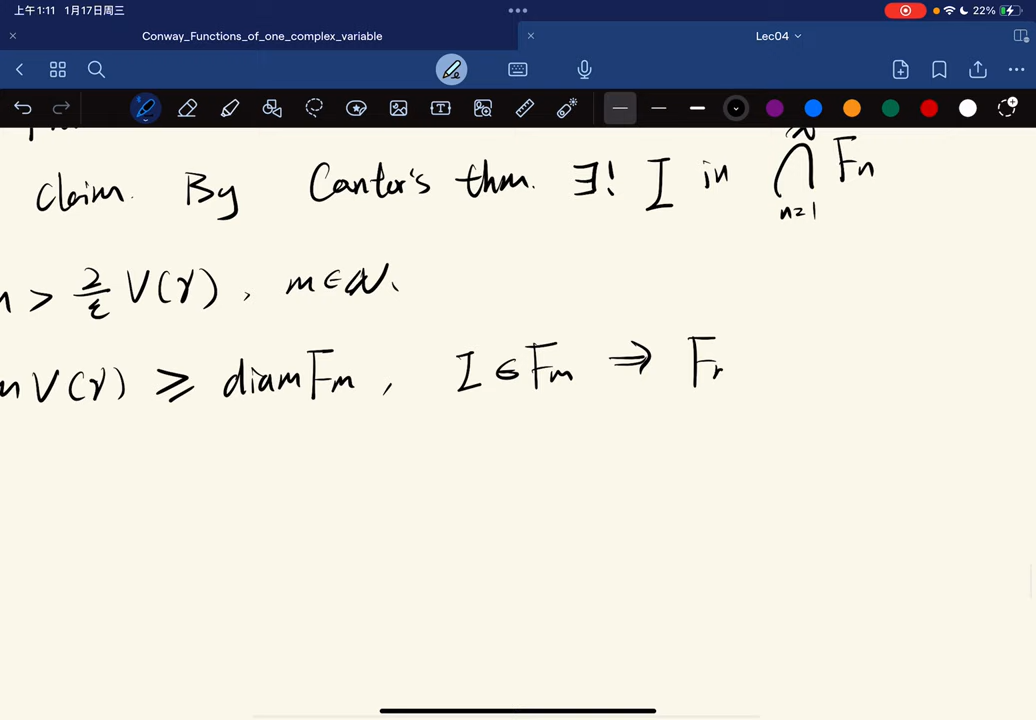 上午1:11 1月17日周三
22%
Conway_Functions_of_one_complex_variable
Lec04
claim. By Cantor's thm. ∃! I in ∞⋂n=1 Fn
> 2/ε V(γ), m∈N.
m V(γ) ≥ diam Fm, I ∈ Fm ⇒ Fr